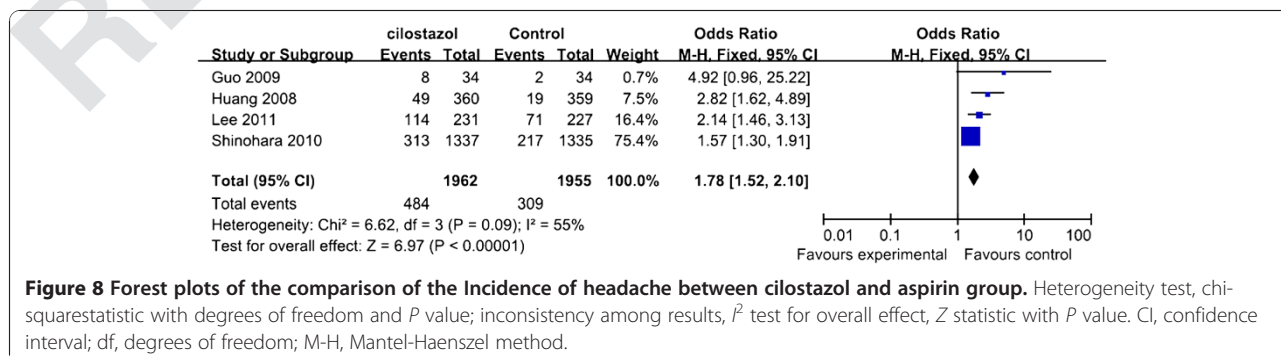 cilostazol Control Odds Ratio Odds Ratio
Study or Subgroup Events Total Events Total Weight M-H, Fixed, 95% CI M-H, Fixed, 95% CI
Guo 2009 8 34 2 34 0.7% 4.92 [0.96, 25.22]
Huang 2008 49 360 19 359 7.5% 2.82 [1.62, 4.89]
Lee 2011 114 231 71 227 16.4% 2.14 [1.46, 3.13]
Shinohara 2010 313 1337 217 1335 75.4% 1.57 [1.30, 1.91]
Total (95% CI) 1962 1955 100.0% 1.78 [1.52, 2.10]
Total events 484 309
Heterogeneity: Chi² = 6.62, df = 3 (P = 0.09); I² = 55%
Test for overall effect: Z = 6.97 (P < 0.00001)
0.01 0.1 1 10 100
Favours experimental Favours control
Figure 8 Forest plots of the comparison of the Incidence of headache between cilostazol and aspirin group. Heterogeneity test, chi-
squarestatistic with degrees of freedom and P value; inconsistency among results, I² test for overall effect, Z statistic with P value. CI, confidence
interval; df, degrees of freedom; M-H, Mantel-Haenszel method.